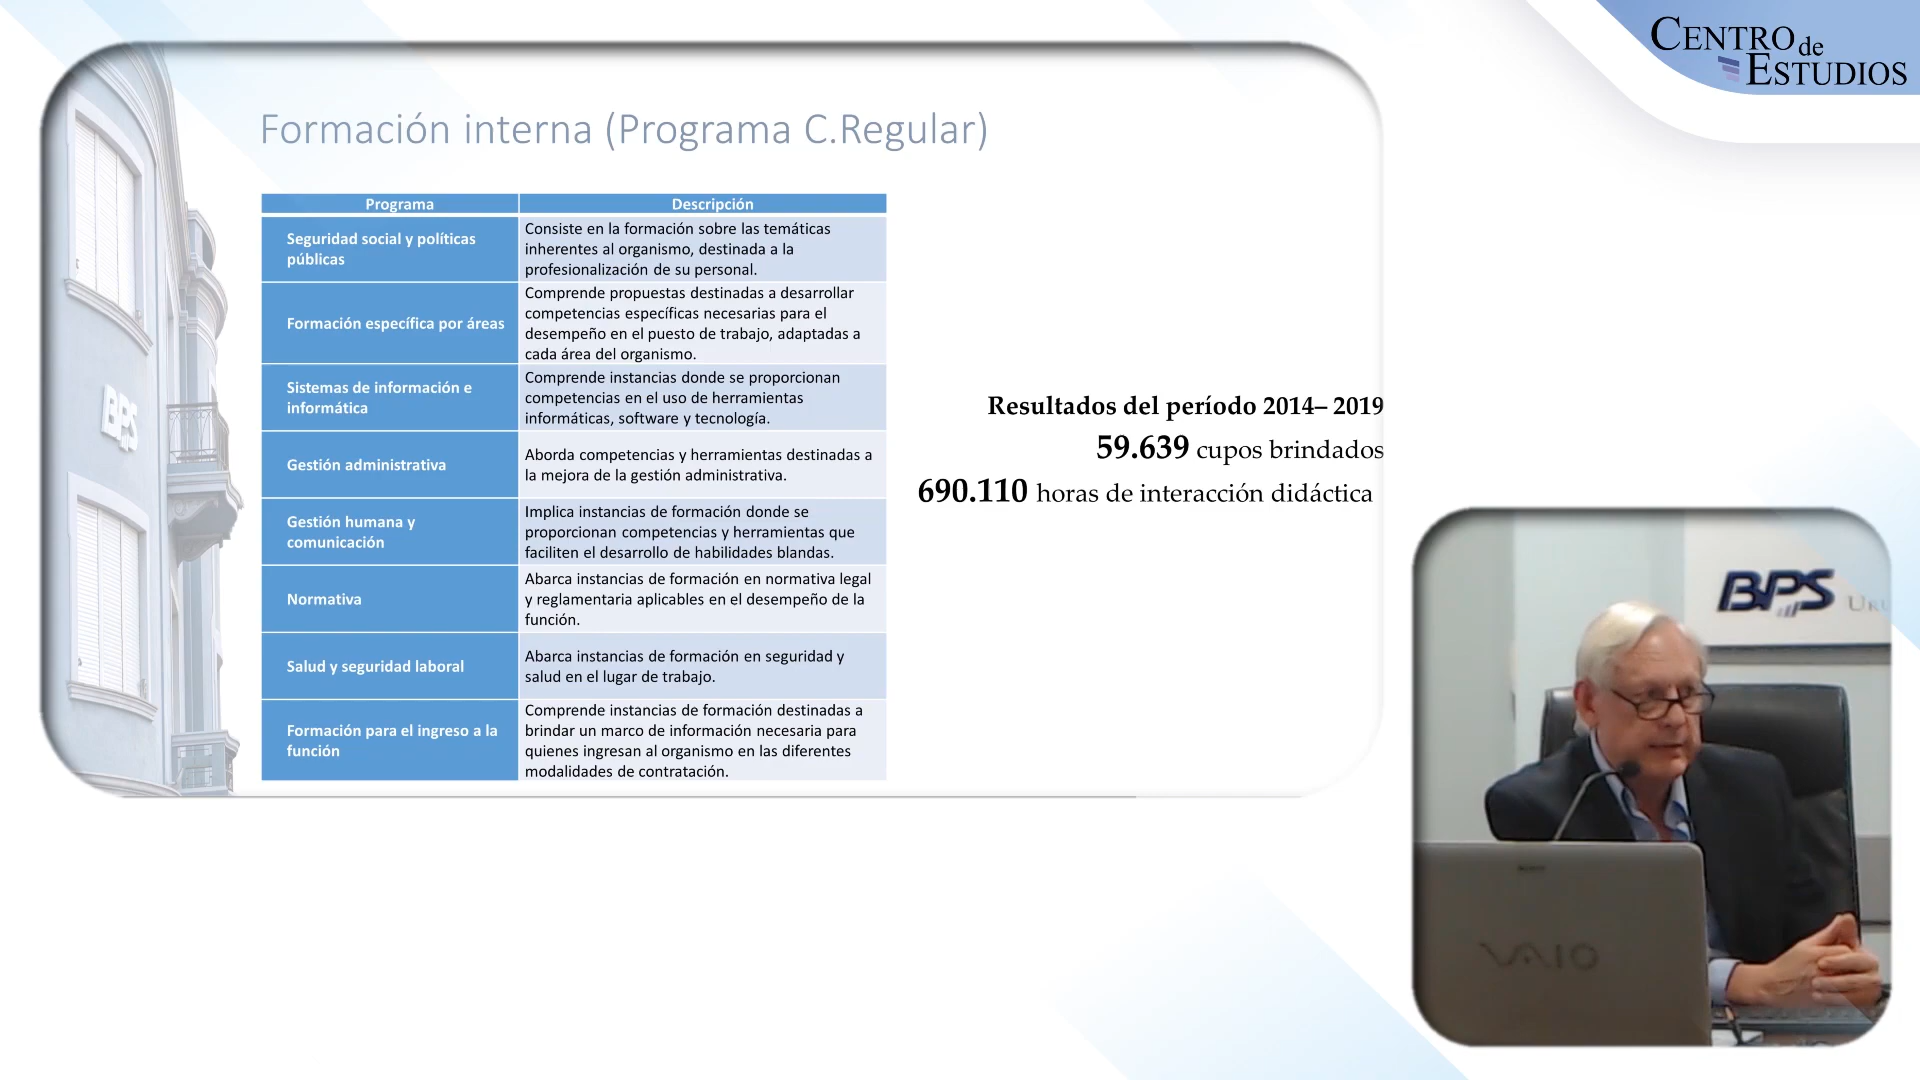 CENTRO de
ESTUDIOS
Formación interna (Programa C.Regular)
Programa
Descripción
Seguridad social y políticas
públicas
Consiste en la formación sobre las temáticas
inherentes al organismo, destinada a la
profesionalización de su personal.
Formación específica por áreas
Comprende propuestas destinadas a desarrollar
competencias específicas necesarias para el
desempeño en el puesto de trabajo, adaptadas a
cada área del organismo.
Sistemas de información e
informática
Comprende instancias donde se proporcionan
competencias en el uso de herramientas
informáticas, software y tecnología.
Gestión administrativa
Aborda competencias y herramientas destinadas a
la mejora de la gestión administrativa.
Gestión humana y
comunicación
Implica instancias de formación donde se
proporcionan competencias y herramientas que
faciliten el desarrollo de habilidades blandas.
Normativa
Abarca instancias de formación en normativa legal
y reglamentaria aplicables en el desempeño de la
función.
Salud y seguridad laboral
Abarca instancias de formación en seguridad y
salud en el lugar de trabajo.
Formación para el ingreso a la
función
Comprende instancias de formación destinadas a
brindar un marco de información necesaria para
quienes ingresan al organismo en las diferentes
modalidades de contratación.
Resultados del período 2014– 2019
59.639 cupos brindados
690.110 horas de interacción didáctica
BPS
BPS
VAIO